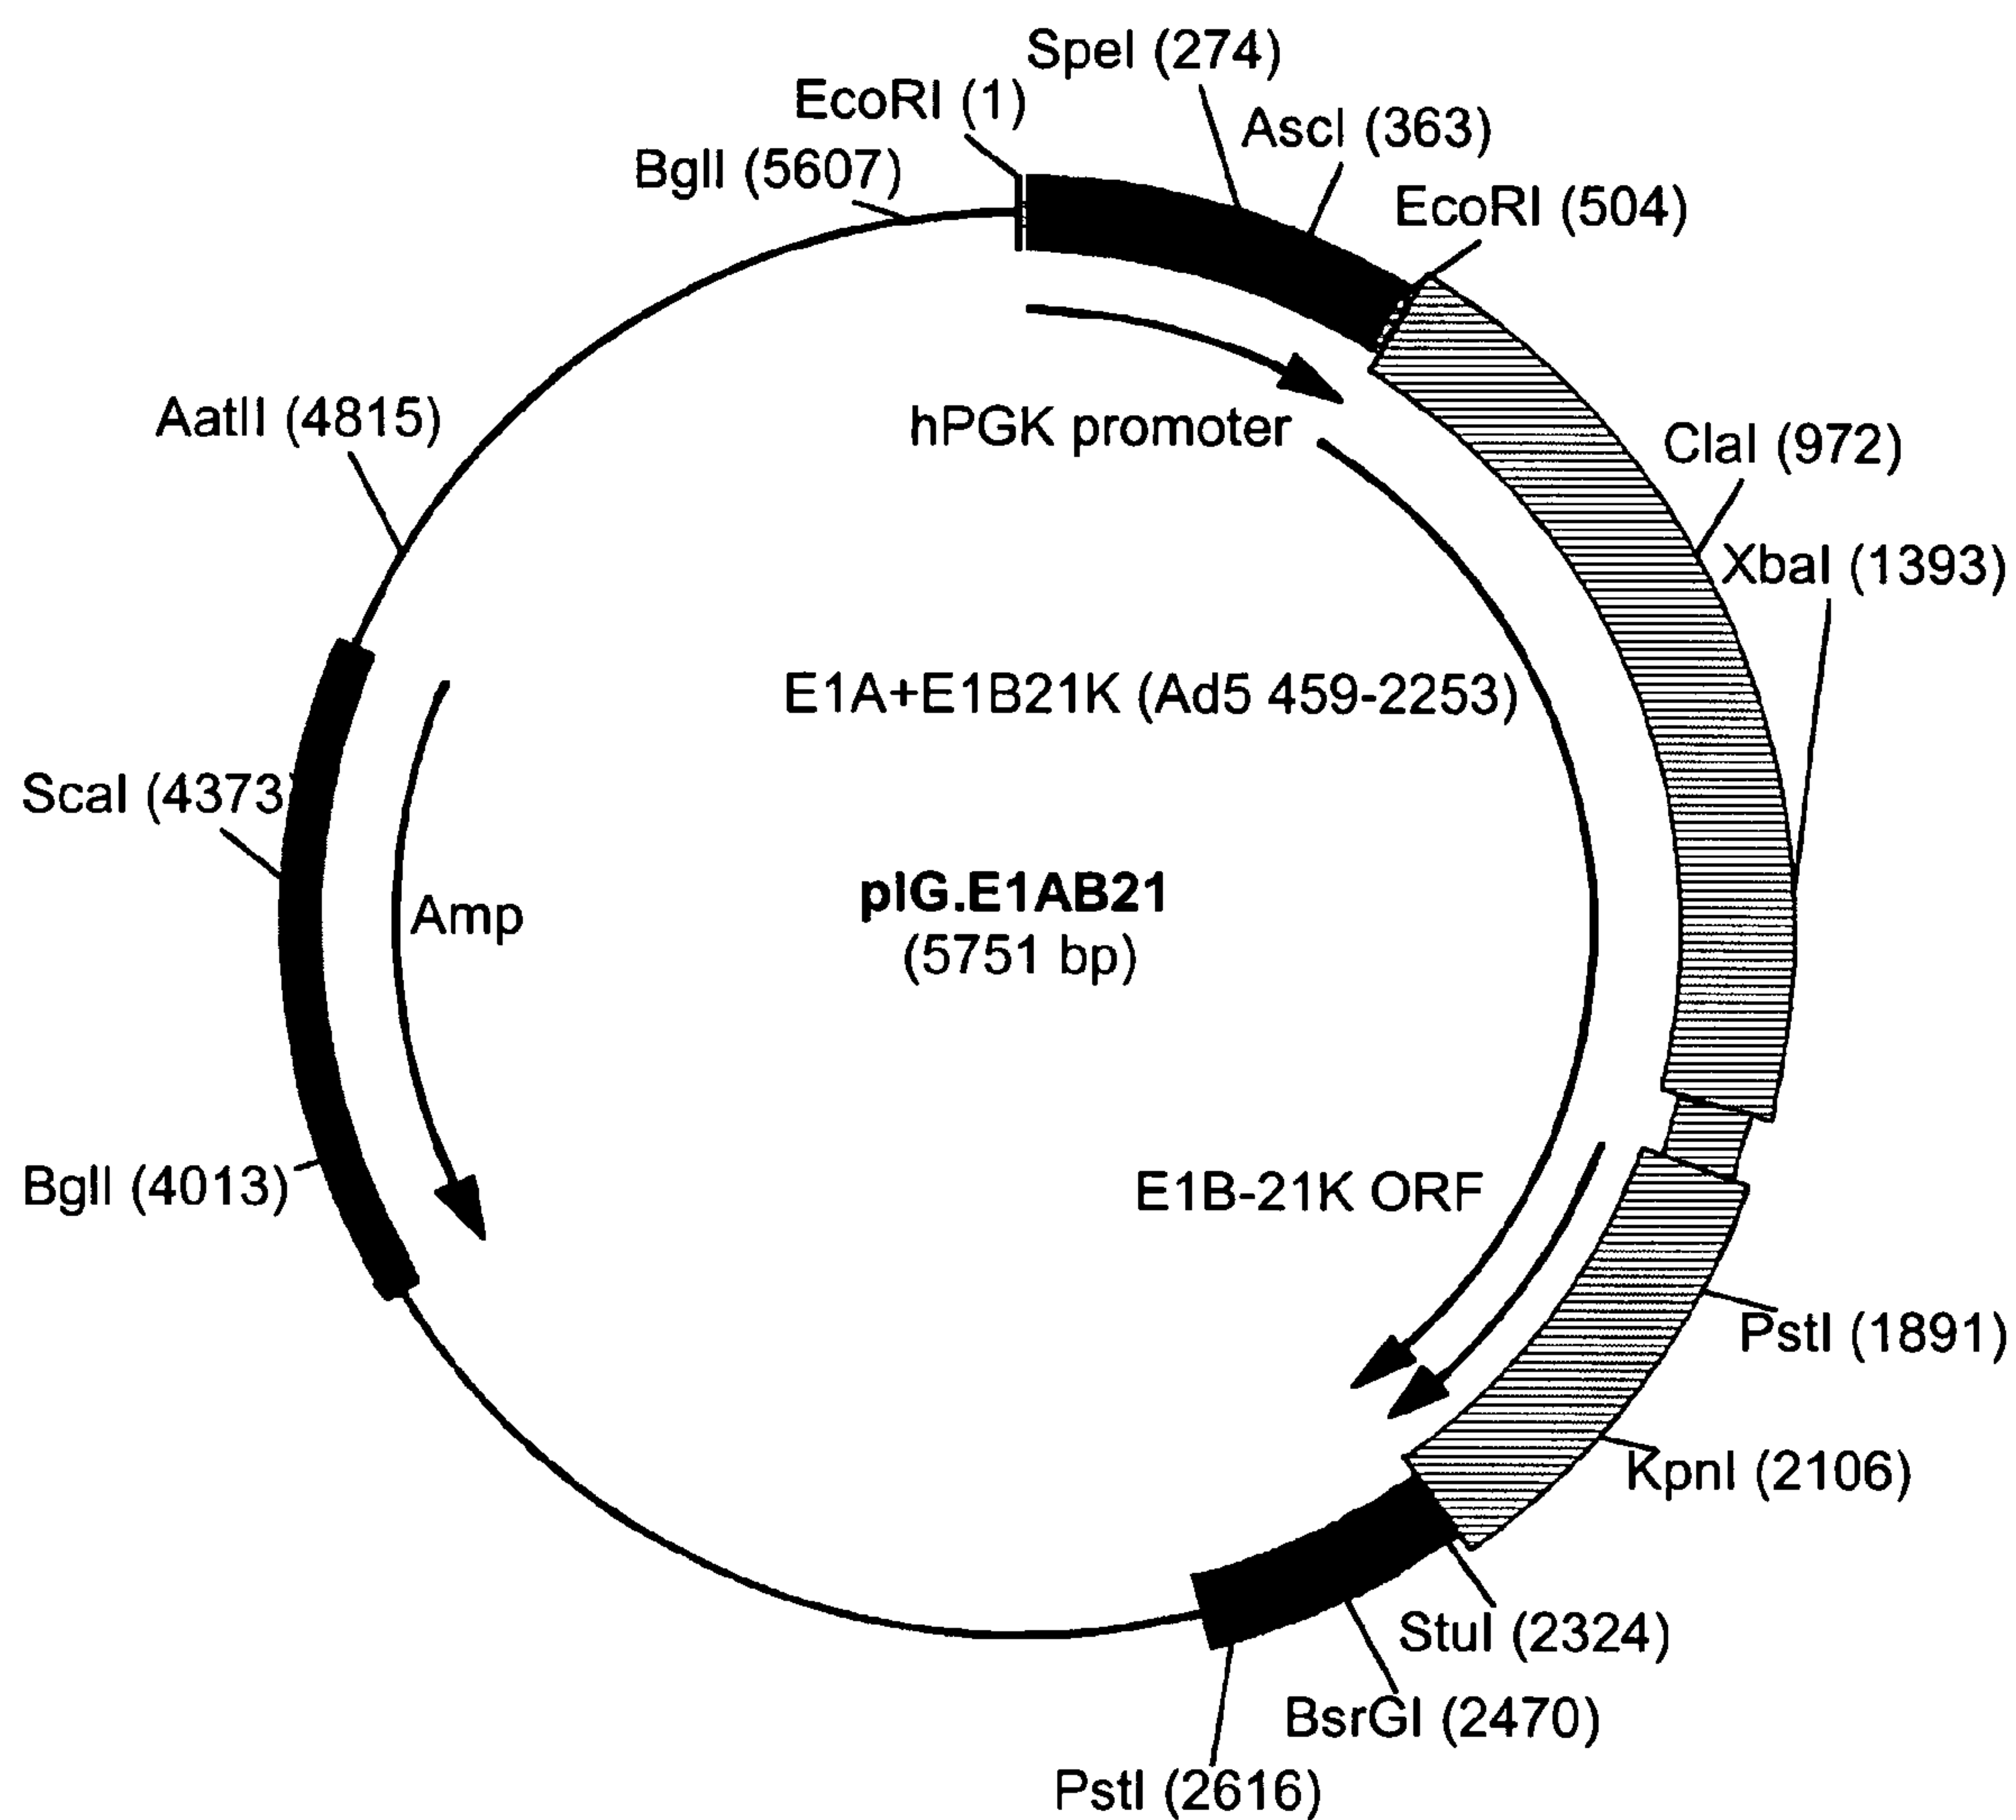 SpeI (274)
EcoRI (1)
AscI (363)
BglI (5607)
EcoRI (504)
AatII (4815)
hPGK promoter
ClaI (972)
XbaI (1393)
E1A+E1B21K (Ad5 459-2253)
ScaI (4373)
pIG.E1AB21
Amp
(5751 bp)
BglI (4013)
E1B-21K ORF
PstI (1891)
KpnI (2106)
StuI (2324)
BsrGI (2470)
PstI (2616)